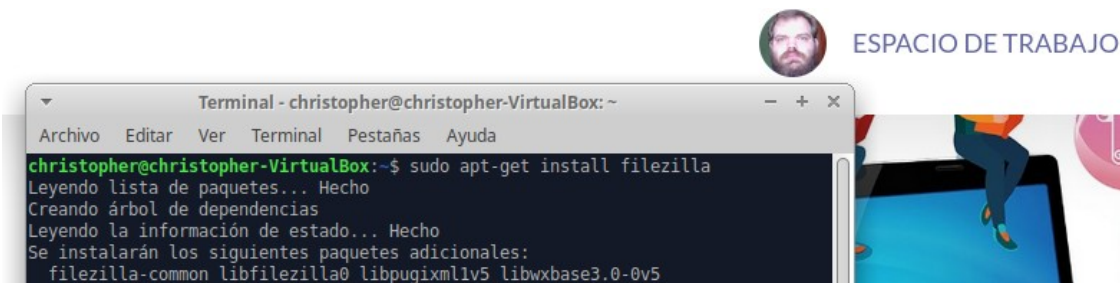 ESPACIO DE TRABAJO
Terminal - christopher@christopher-VirtualBox: ~
Archivo Editar Ver Terminal Pestañas Ayuda
christopher@christopher-VirtualBox:~$ sudo apt-get install filezilla
Leyendo lista de paquetes... Hecho
Creando árbol de dependencias
Leyendo la información de estado... Hecho
Se instalarán los siguientes paquetes adicionales:
filezilla-common libfilezilla0 libpugixml1v5 libwxbase3.0-0v5